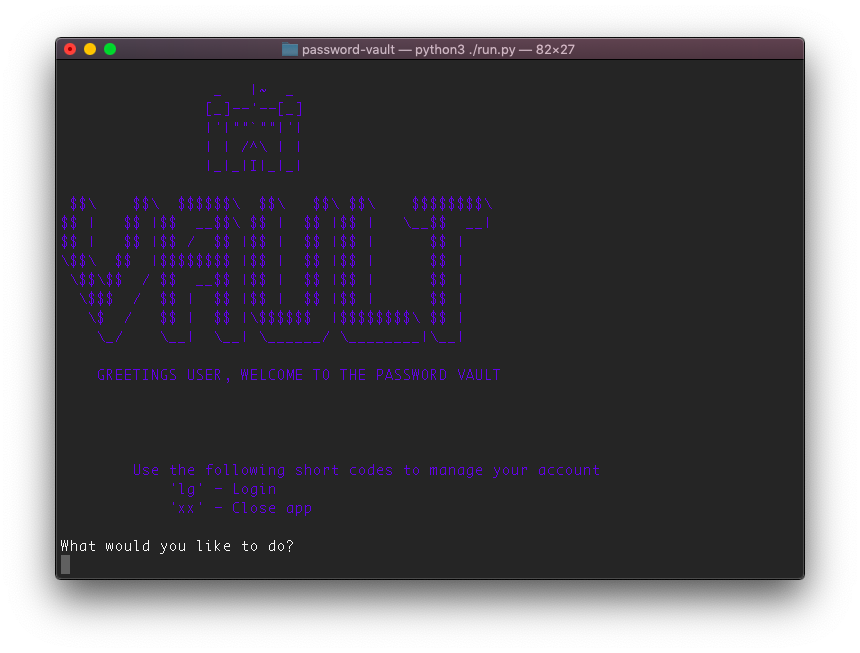 password-vault — python3 ./run.py — 82×27
VAULT
GREETINGS USER, WELCOME TO THE PASSWORD VAULT
Use the following short codes to manage your account
'lg' - Login
'xx' - Close app
What would you like to do?